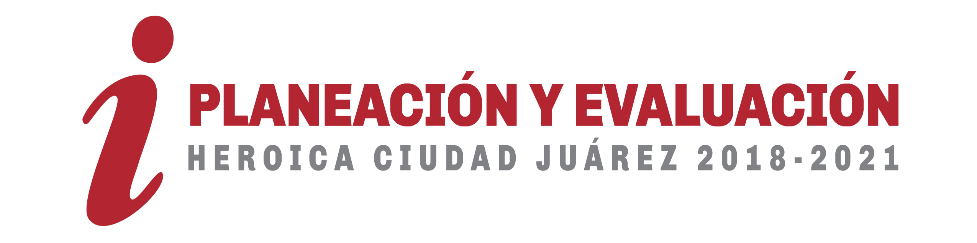 i
PLANEACIÓN Y EVALUACIÓN
HEROICA CIUDAD JUÁREZ 2018-2021